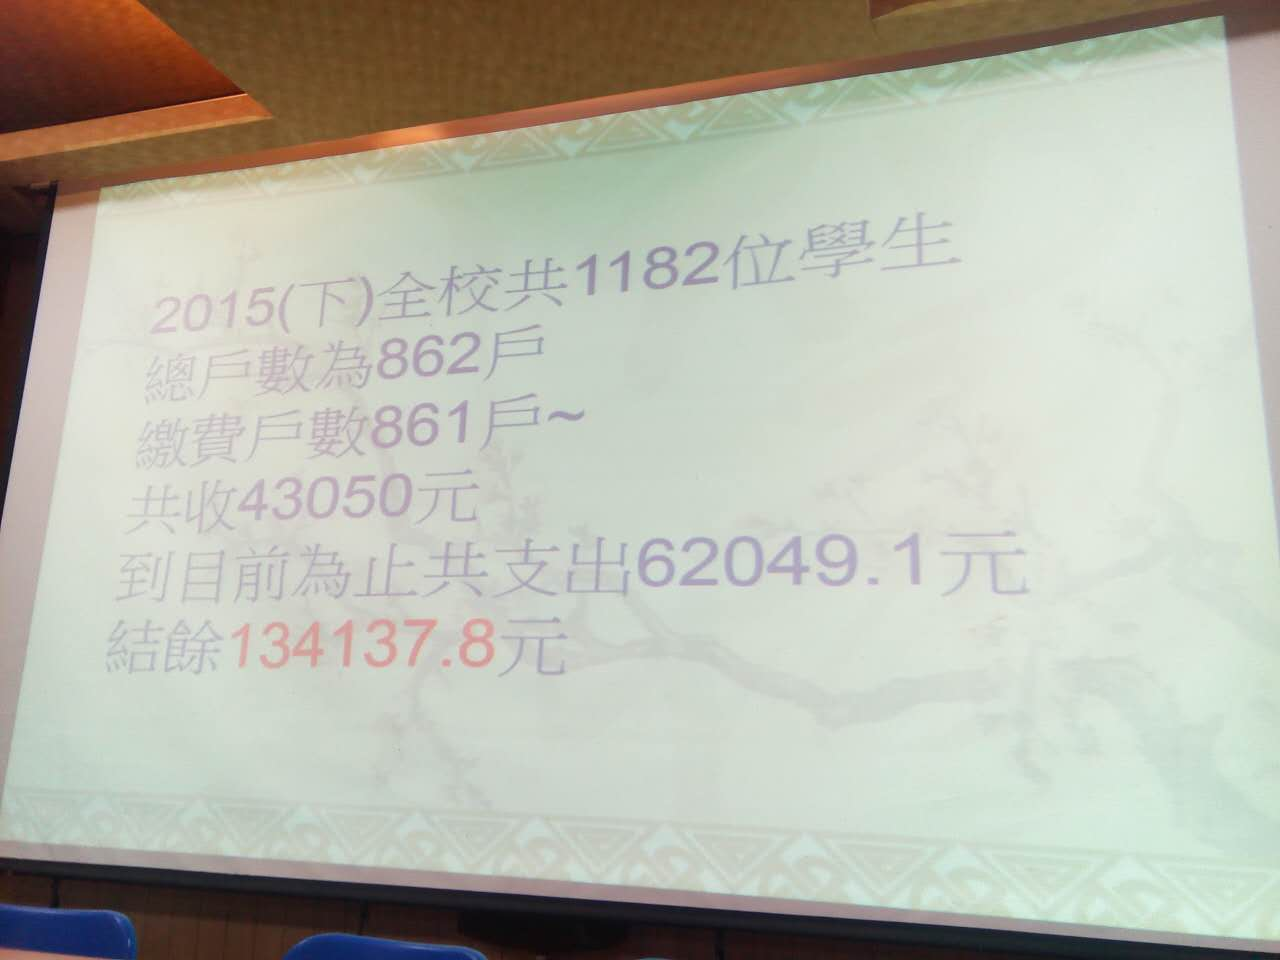 2015(下)全校共1182位學生
總戶數為862戶
繳費戶數861戶~
共收43050元
到目前為止共支出62049.1元
結餘134137.8元